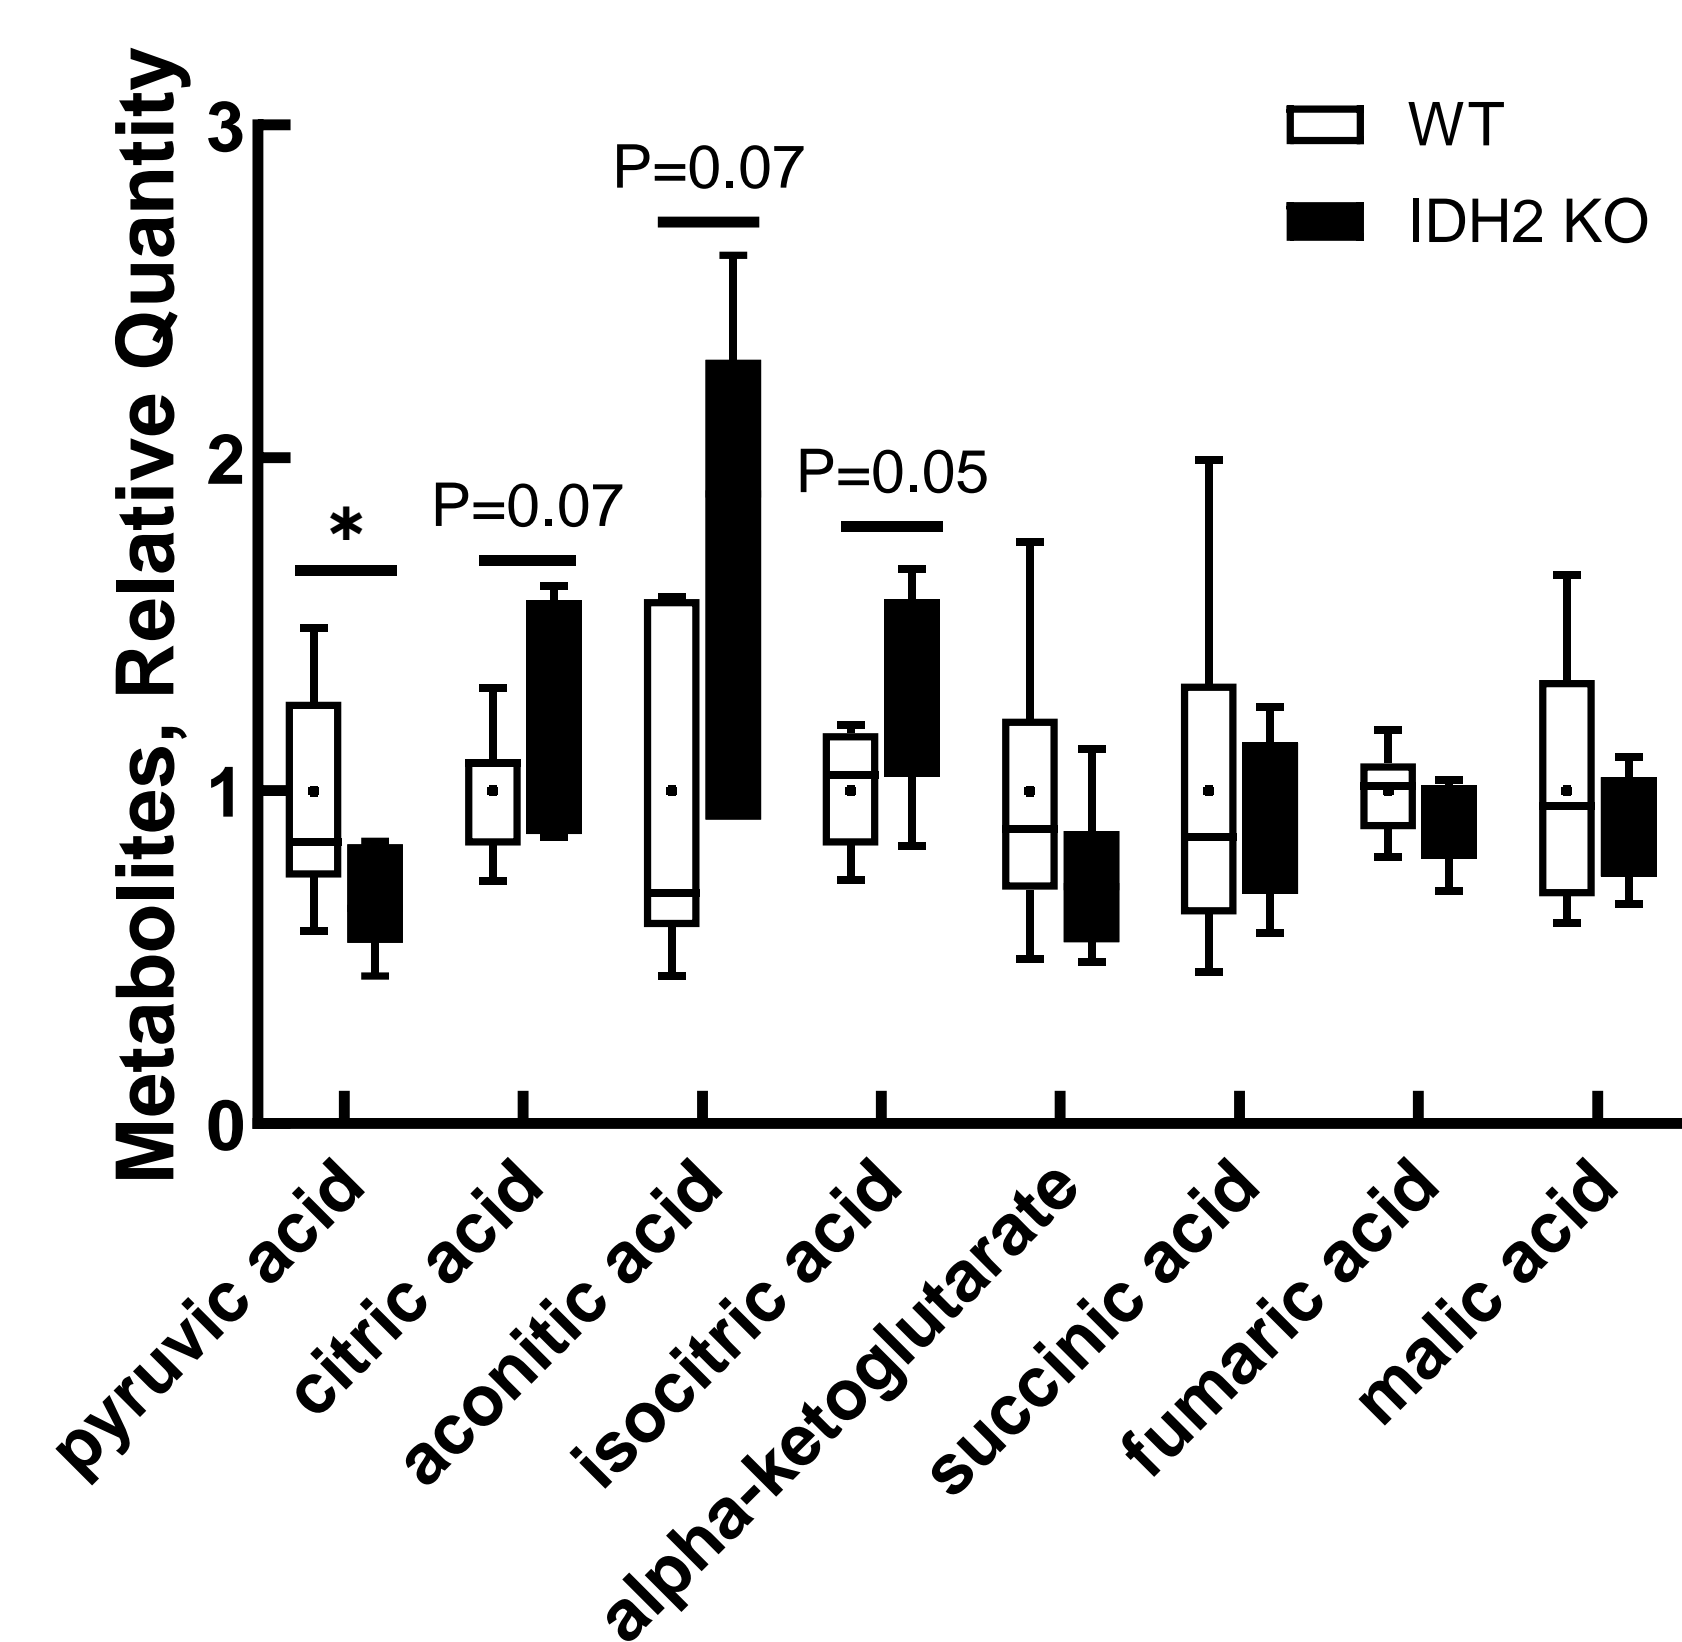 Metabolites, Relative Quantity
3
2
1
0
WT
IDH2 KO
*
P=0.07
P=0.07
P=0.05
pyruvic acid
citric acid
aconitic acid
isocitric acid
alpha-ketoglutarate
succinic acid
fumaric acid
malic acid